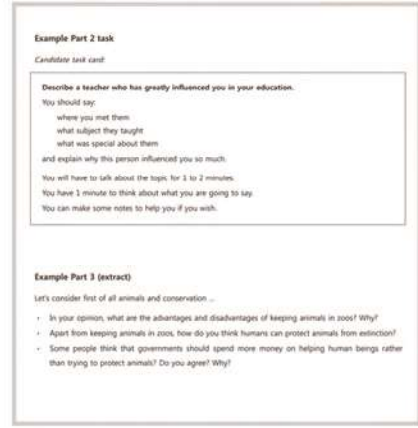 Example Part 2 task
Candidate task card:
Describe a teacher who has greatly influenced you in your education.
You should say:
where you met them
what subject they taught
what was special about them
and explain why this person influenced you so much.
You will have to talk about the topic for 1 to 2 minutes.
You have 1 minute to think about what you are going to say.
You can make some notes to help you if you wish.
Example Part 3 (extract)
Let's consider first of all animals and conservation ...
· In your opinion, what are the advantages and disadvantages of keeping animals in zoos? Why?
· Apart from keeping animals in zoos, how do you think humans can protect animals from extinction?
· Some people think that governments should spend more money on helping human beings rather
than trying to protect animals? Do you agree? Why?